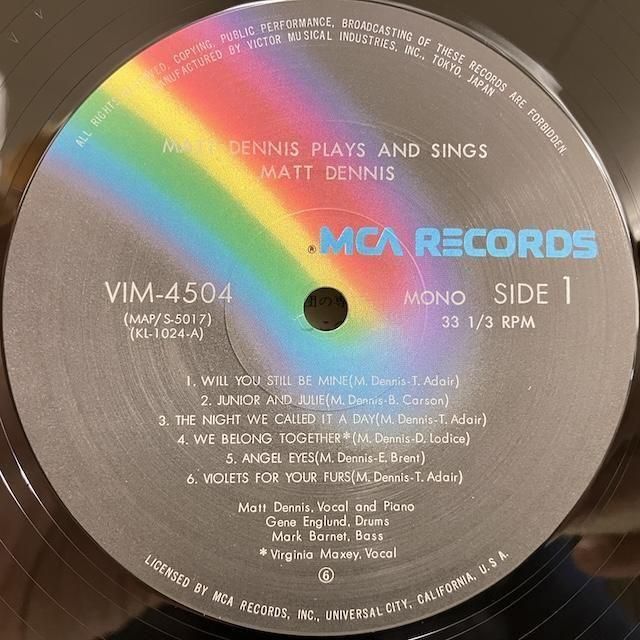 ALL RIGHTS RESERVED. COPYING, PUBLIC PERFORMANCE, BROADCASTING OF THESE RECORDS ARE FORBIDDEN.
MANUFACTURED BY VICTOR MUSICAL INDUSTRIES, INC., TOKYO, JAPAN
MATT DENNIS PLAYS AND SINGS
MATT DENNIS
® MCA RECORDS
VIM-4504
(MAP/S-5017)
(KL-1024-A)
MONO SIDE 1
33 1/3 RPM
1. WILL YOU STILL BE MINE(M. Dennis-T. Adair)
2. JUNIOR AND JULIE(M. Dennis-B. Carson)
3. THE NIGHT WE CALLED IT A DAY(M. Dennis-T. Adair)
4. WE BELONG TOGETHER*(M. Dennis-D. Lodice)
5. ANGEL EYES(M. Dennis-E. Brent)
6. VIOLETS FOR YOUR FURS(M. Dennis-T. Adair)
Matt Dennis, Vocal and Piano
Gene Englund, Drums
Mark Barnet, Bass
*Virginia Maxey, Vocal
⑥
LICENSED BY MCA RECORDS, INC., UNIVERSAL CITY, CALIFORNIA, U.S.A.